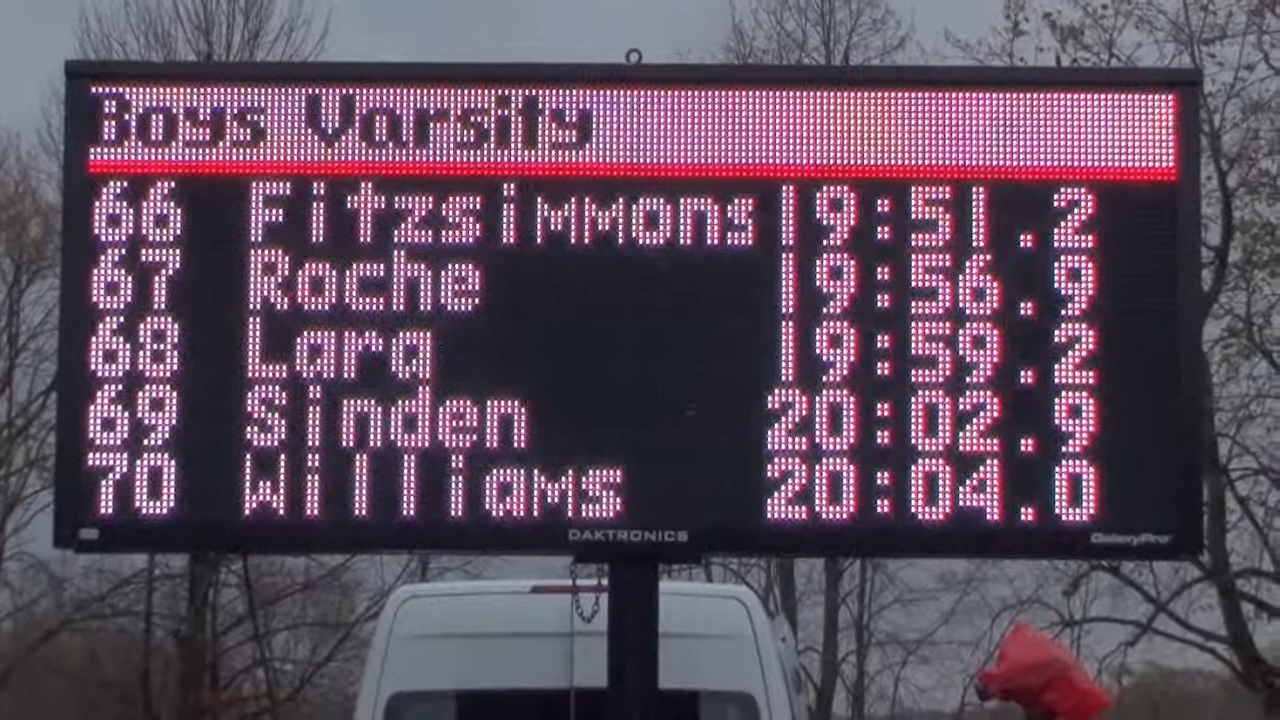 Boys Varsity
66 Fitzsimmons 19:51.2
67 Roche 19:56.9
68 Lara 19:59.2
69 Sinden 20:02.9
70 Williams 20:04.0
DAKTRONICS
GalaxyPro